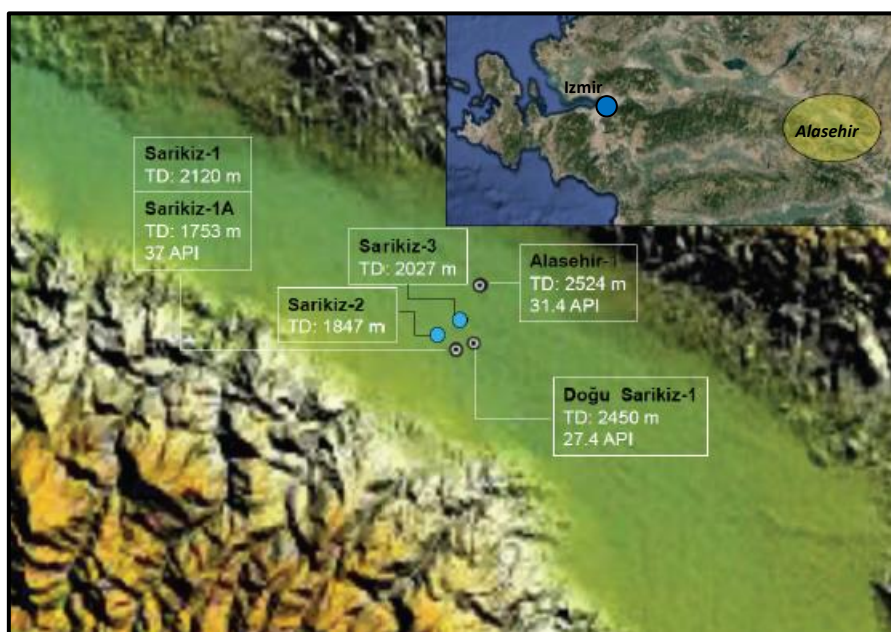 Izmir
Alasehir
Sarikiz-1
TD: 2120 m
Sarikiz-1A
TD: 1753 m
37 API
Sarikiz-3
TD: 2027 m
Alasehir-1
TD: 2524 m
31.4 API
Sarikiz-2
TD: 1847 m
Doğu Sarikiz-1
TD: 2450 m
27.4 API